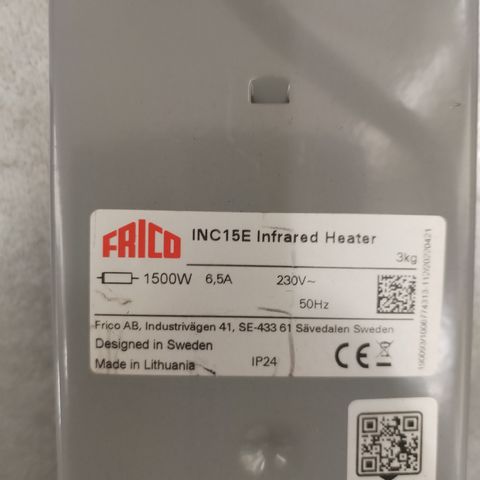 FRICO
INC15E Infrared Heater
3kg
1500W 6,5A 230V~
50Hz
Frico AB, Industrivägen 41, SE-433 61 Sävedalen Sweden
Designed in Sweden
Made in Lithuania IP24 CE